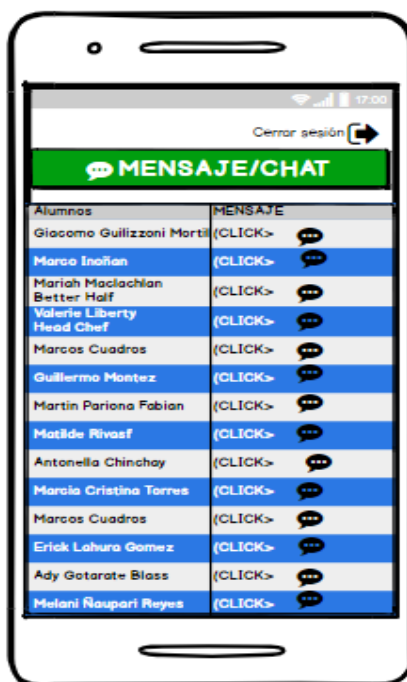 17:00
Cerrar sesión
MENSAJE/CHAT
Alumnos MENSAJE
Giacomo Guilizzoni Mortil (CLICK>
Marco Inoñan (CLICK>
Mariah Maclachlan
Better Half (CLICK>
Valerie Liberty
Head Chef (CLICK>
Marcos Cuadros (CLICK>
Guillermo Montez (CLICK>
Martin Pariona Fabian (CLICK>
Matilde Rivasf (CLICK>
Antonella Chinchay (CLICK>
Marcia Cristina Torres (CLICK>
Marcos Cuadros (CLICK>
Erick Lahura Gomez (CLICK>
Ady Gotarate Blass (CLICK>
Melani Ñaupari Reyes (CLICK>